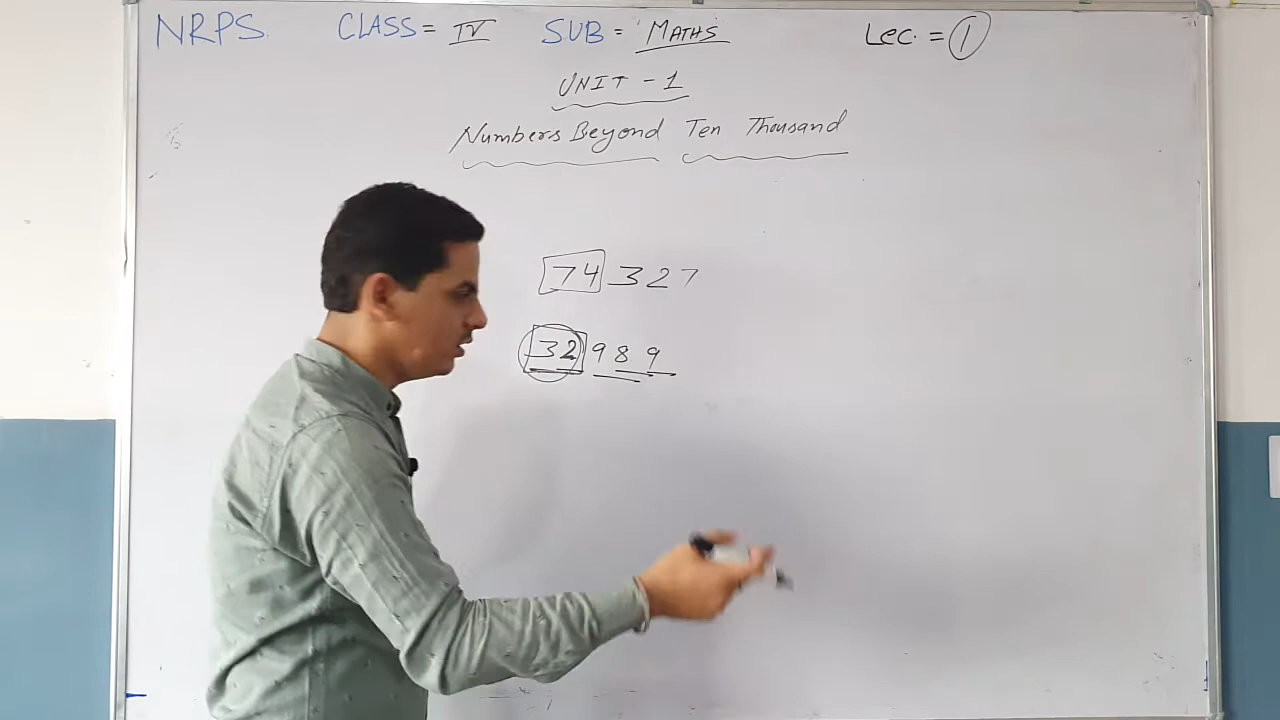 NRPS. CLASS = IV SUB = MATHS Lec. = 1
UNIT - 1
Numbers Beyond Ten Thousand
74327
32989